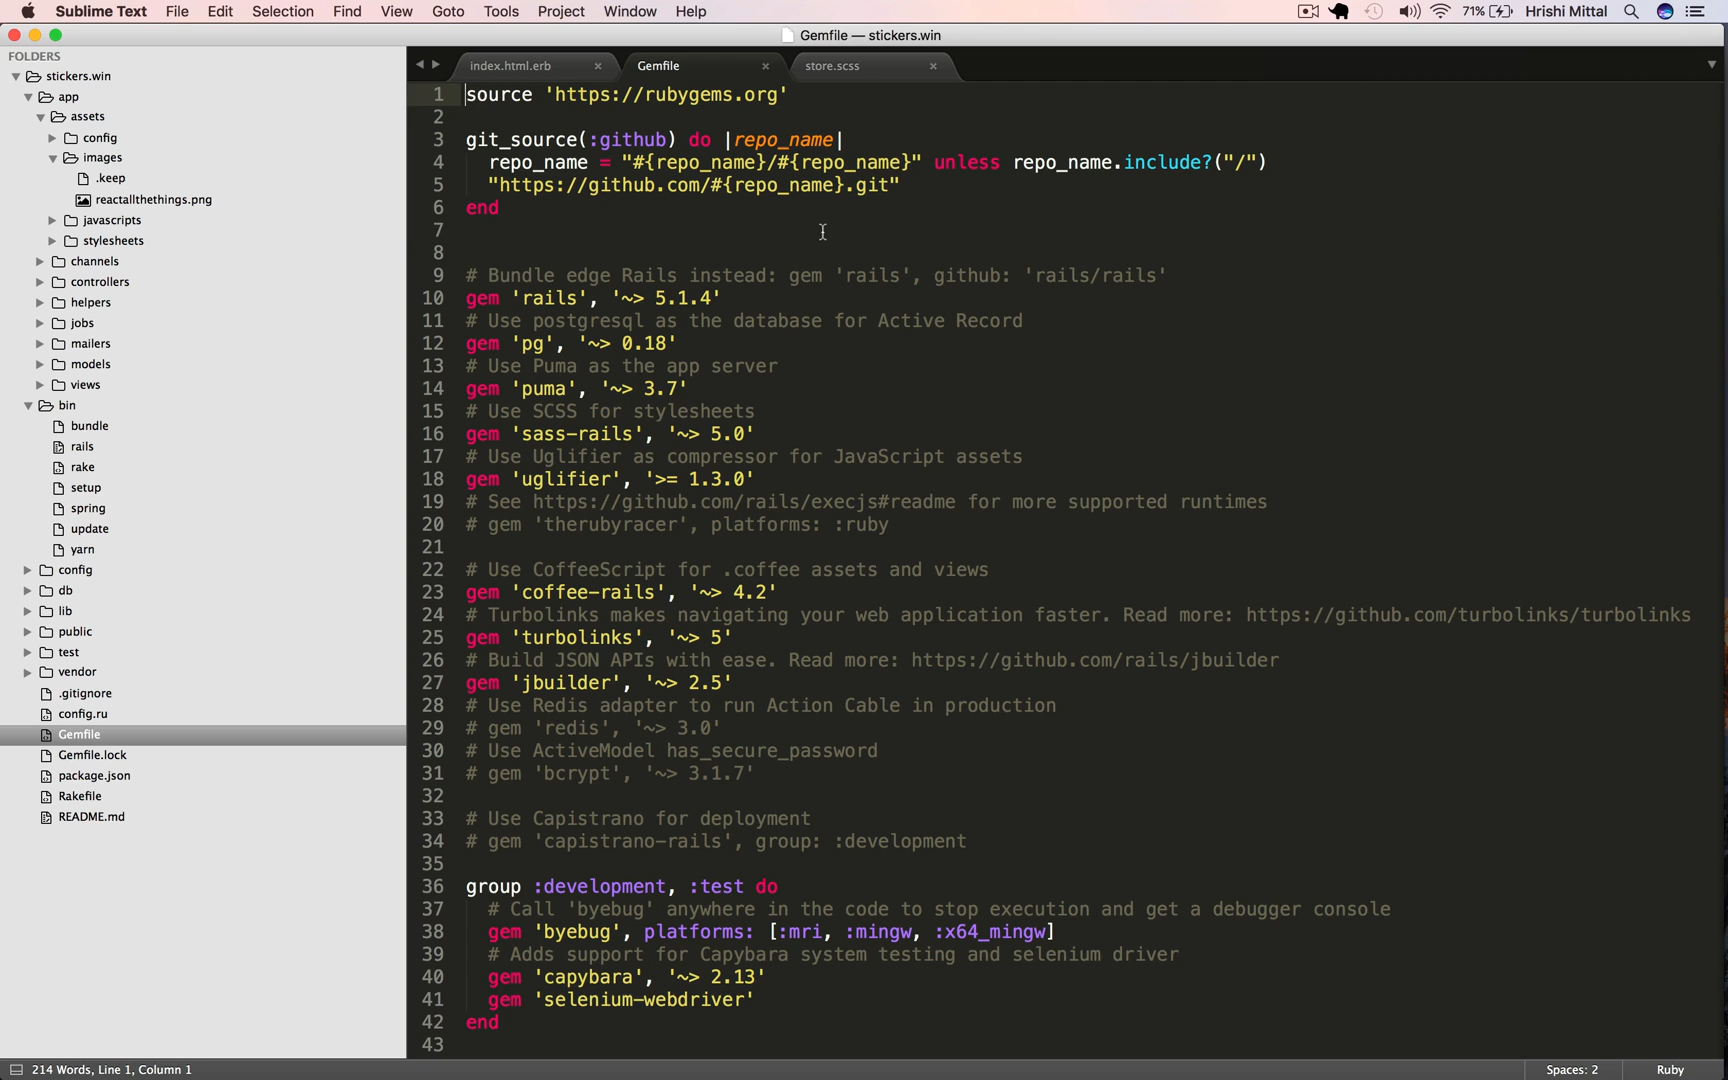 Sublime Text File Edit Selection Find View Goto Tools Project Window Help 71% Hrishi Mittal
Gemfile — stickers.win
FOLDERS
stickers.win
app
assets
config
images
.keep
reactallthethings.png
javascripts
stylesheets
channels
controllers
helpers
jobs
mailers
models
views
bin
bundle
rails
rake
setup
spring
update
yarn
config
db
lib
public
test
vendor
.gitignore
config.ru
Gemfile
Gemfile.lock
package.json
Rakefile
README.md
index.html.erb Gemfile store.scss
1 source 'https://rubygems.org'
2
3 git_source(:github) do |repo_name|
4 repo_name = "#{repo_name}/#{repo_name}" unless repo_name.include?("/")
5 "https://github.com/#{repo_name}.git"
6 end
7
8
9 # Bundle edge Rails instead: gem 'rails', github: 'rails/rails'
10 gem 'rails', '~> 5.1.4'
11 # Use postgresql as the database for Active Record
12 gem 'pg', '~> 0.18'
13 # Use Puma as the app server
14 gem 'puma', '~> 3.7'
15 # Use SCSS for stylesheets
16 gem 'sass-rails', '~> 5.0'
17 # Use Uglifier as compressor for JavaScript assets
18 gem 'uglifier', '>= 1.3.0'
19 # See https://github.com/rails/execjs#readme for more supported runtimes
20 # gem 'therubyracer', platforms: :ruby
21
22 # Use CoffeeScript for .coffee assets and views
23 gem 'coffee-rails', '~> 4.2'
24 # Turbolinks makes navigating your web application faster. Read more: https://github.com/turbolinks/turbolinks
25 gem 'turbolinks', '~> 5'
26 # Build JSON APIs with ease. Read more: https://github.com/rails/jbuilder
27 gem 'jbuilder', '~> 2.5'
28 # Use Redis adapter to run Action Cable in production
29 # gem 'redis', '~> 3.0'
30 # Use ActiveModel has_secure_password
31 # gem 'bcrypt', '~> 3.1.7'
32
33 # Use Capistrano for deployment
34 # gem 'capistrano-rails', group: :development
35
36 group :development, :test do
37 # Call 'byebug' anywhere in the code to stop execution and get a debugger console
38 gem 'byebug', platforms: [:mri, :mingw, :x64_mingw]
39 # Adds support for Capybara system testing and selenium driver
40 gem 'capybara', '~> 2.13'
41 gem 'selenium-webdriver'
42 end
43
214 Words, Line 1, Column 1 Spaces: 2 Ruby